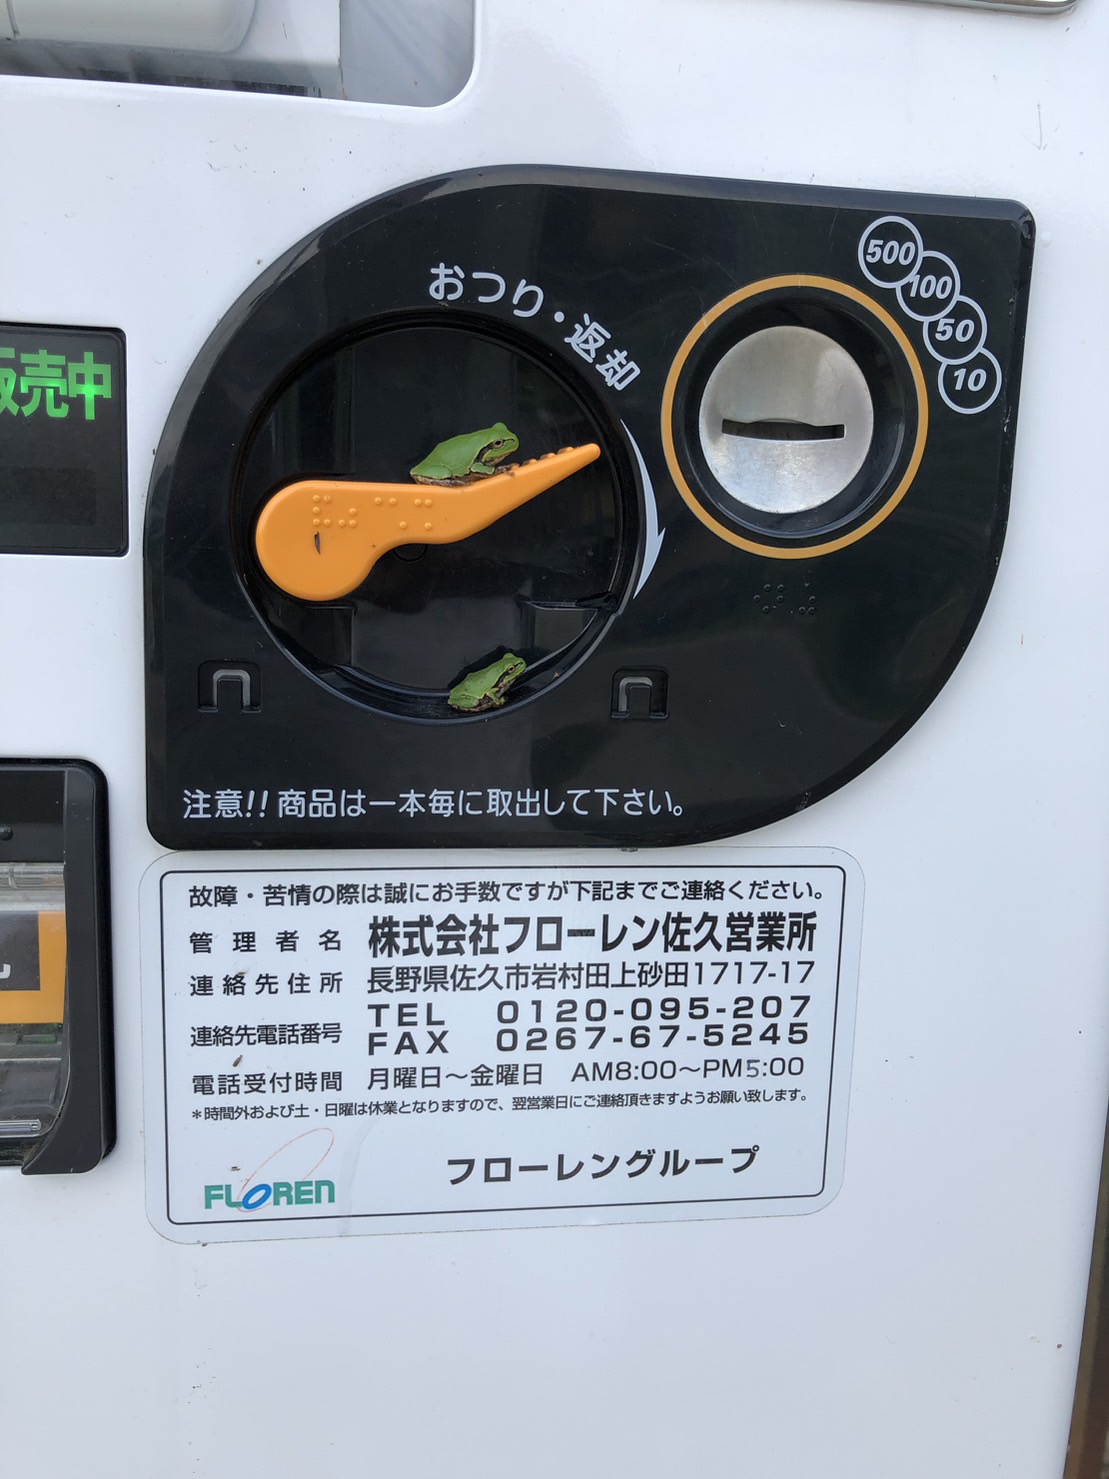 おつり・返却
500
100
50
10
販売中
注意!! 商品は一本毎に取出して下さい。
故障・苦情の際は誠にお手数ですが下記までご連絡ください。
管理者名 株式会社フローレン佐久営業所
連絡先住所 長野県佐久市岩村田上砂田1717-17
連絡先電話番号 TEL 0120-095-207
FAX 0267-67-5245
電話受付時間 月曜日～金曜日 AM8:00～PM5:00
＊時間外および土・日曜は休業となりますので、翌営業日にご連絡頂きますようお願い致します。
FLOREN フローレングループ